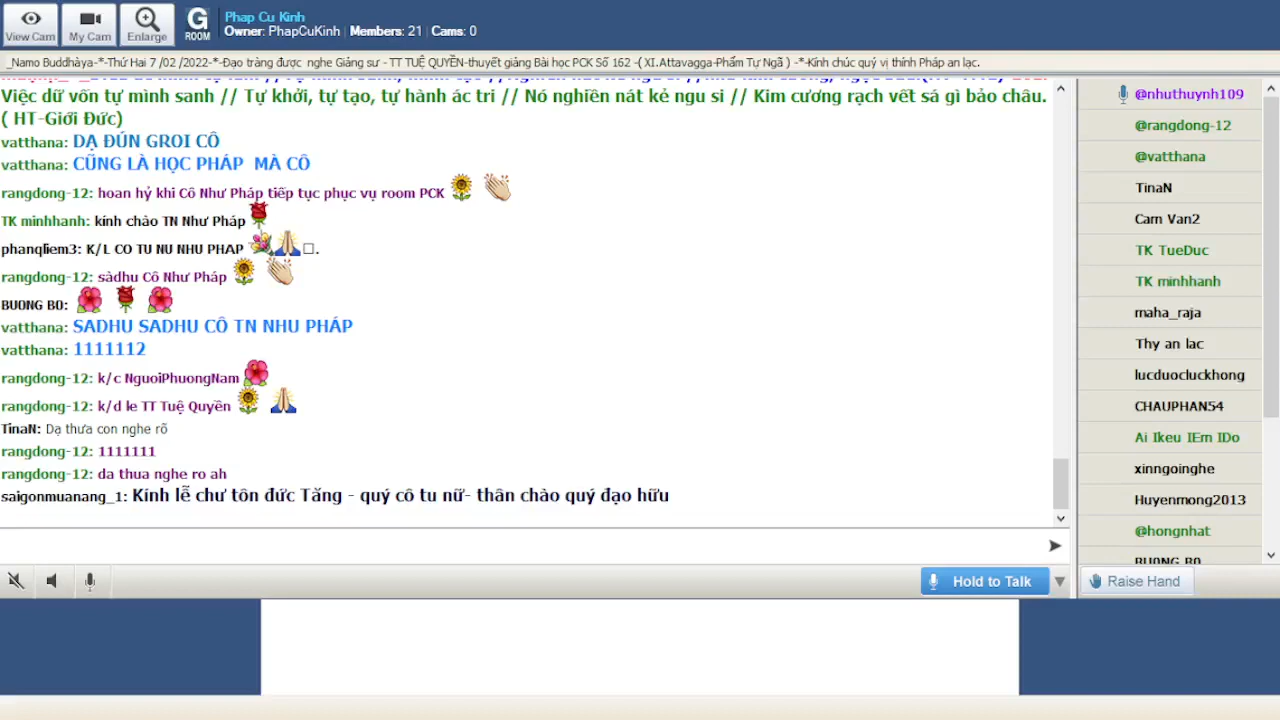 View Cam
My Cam
Enlarge
G
ROOM
Phap Cu Kinh
Owner: PhapCuKinh | Members: 21 | Cams: 0
_Namo Buddhàya-*-Thứ Hai 7 /02 /2022-*-Đạo tràng được nghe Giảng sư - TT TUỆ QUYỀN-thuyết giảng Bài học PCK Số 162 -( XI.Attavagga-Phẩm Tự Ngã ) -*-Kính chúc quý vị thính Pháp an lạc.
Việc dữ vốn tự mình sanh // Tự khởi, tự tạo, tự hành ác tri // Nó nghiền nát kẻ ngu si // Kim cương rạch vết sá gì bảo châu.
( HT-Giới Đức)
vatthana: DẠ ĐÚN GROI CÔ
vatthana: CŨNG LÀ HỌC PHÁP MÀ CÔ
rangdong-12: hoan hỷ khi Cô Như Pháp tiếp tục phục vụ room PCK
TK minhhanh: kính chào TN Như Pháp
phanqliem3: K/L CO TU NU NHU PHAP .
rangdong-12: sàdhu Cô Như Pháp
BUONG BO:
vatthana: SADHU SADHU CÔ TN NHU PHÁP
vatthana: 1111112
rangdong-12: k/c NguoiPhuongNam
rangdong-12: k/d le TT Tuệ Quyền
TinaN: Dạ thưa con nghe rõ
rangdong-12: 1111111
rangdong-12: da thua nghe ro ah
saigonmuanang_1: Kính lễ chư tôn đức Tăng - quý cô tu nữ- thân chào quý đạo hữu
Hold to Talk
@nhuthuynh109
@rangdong-12
@vatthana
TinaN
Cam Van2
TK TueDuc
TK minhhanh
maha_raja
Thy an lac
lucduocluckhong
CHAUPHAN54
Ai Ikeu IEm IDo
xinngoinghe
Huyenmong2013
@hongnhat
BUONG BO
Raise Hand